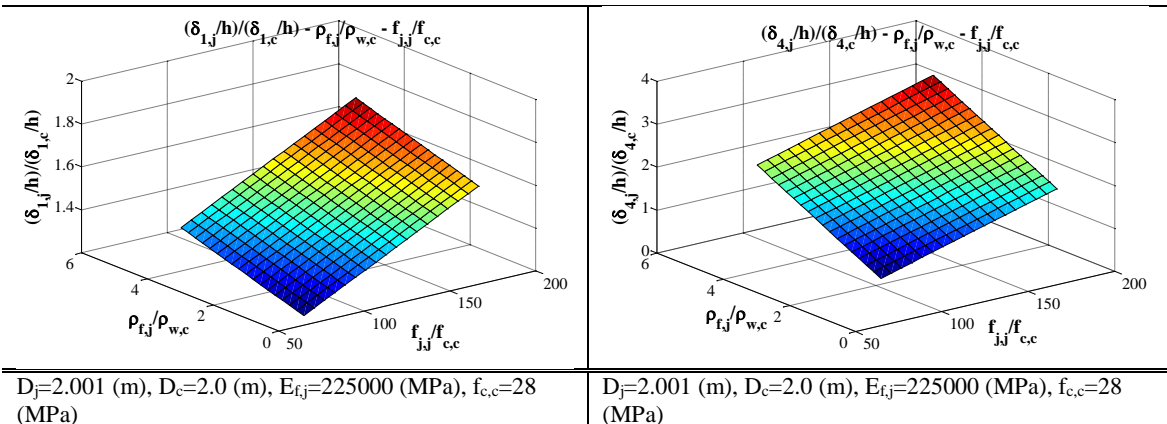 (δ1,j/h)/(δ1,c/h) - ρf,j/ρw,c - fj,j/fc,c
2
1.8
1.6
1.4
(δ1,j/h)/(δ1,c/h)
6
4
2
0
ρf,j/ρw,c
50
100
150
200
fj,j/fc,c
(δ4,j/h)/(δ4,c/h) - ρf,j/ρw,c - fj,j/fc,c
4
3
2
1
0
(δ4,j/h)/(δ4,c/h)
6
4
2
0
ρf,j/ρw,c
50
100
150
200
fj,j/fc,c
Dj=2.001 (m), Dc=2.0 (m), Ef,j=225000 (MPa), fc,c=28
(MPa)
Dj=2.001 (m), Dc=2.0 (m), Ef,j=225000 (MPa), fc,c=28
(MPa)